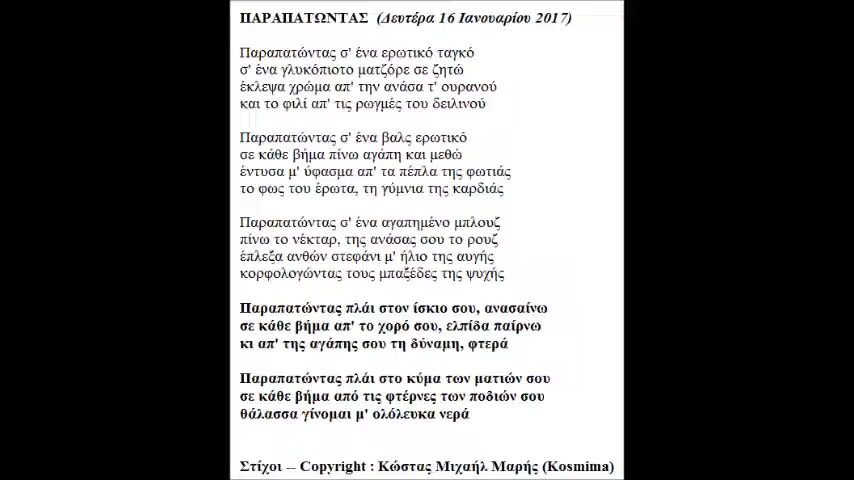 ΠΑΡΑΠΑΤΩΝΤΑΣ (Δευτέρα 16 Ιανουαρίου 2017)
Παραπατώντας σ' ένα ερωτικό ταγκό
σ' ένα γλυκόπιοτο ματζόρε σε ζητώ
έκλεψα χρώμα απ' την ανάσα τ' ουρανού
και το φιλί απ' τις ρωγμές του δειλινού
Παραπατώντας σ' ένα βαλς ερωτικό
σε κάθε βήμα πίνω αγάπη και μεθώ
έντυσα μ' ύφασμα απ' τα πέπλα της φωτιάς
το φως του έρωτα, τη γύμνια της καρδιάς
Παραπατώντας σ' ένα αγαπημένο μπλουζ
πίνω το νέκταρ, της ανάσας σου το ρουζ
έπλεξα ανθών στεφάνι μ' ήλιο της αυγής
κορφολογώντας τους μπαξέδες της ψυχής
Παραπατώντας πλάι στον ίσκιο σου, ανασαίνω
σε κάθε βήμα απ' το χορό σου, ελπίδα παίρνω
κι απ' της αγάπης σου τη δύναμη, φτερά
Παραπατώντας πλάι στο κύμα των ματιών σου
σε κάθε βήμα από τις φτέρνες των ποδιών σου
θάλασσα γίνομαι μ' ολόλευκα νερά
Στίχοι -- Copyright : Κώστας Μιχαήλ Μαρής (Kosmima)